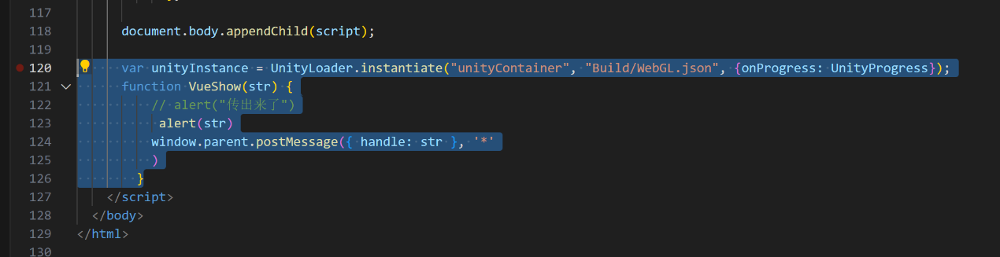 117
118 document.body.appendChild(script);
119
120 var unityInstance = UnityLoader.instantiate("unityContainer", "Build/WebGL.json", {onProgress: UnityProgress});
121 function VueShow(str) {
122 // alert("传出来了")
123 alert(str)
124 window.parent.postMessage({ handle: str }, '*'
125 )
126 }
127 </script>
128 </body>
129 </html>
130